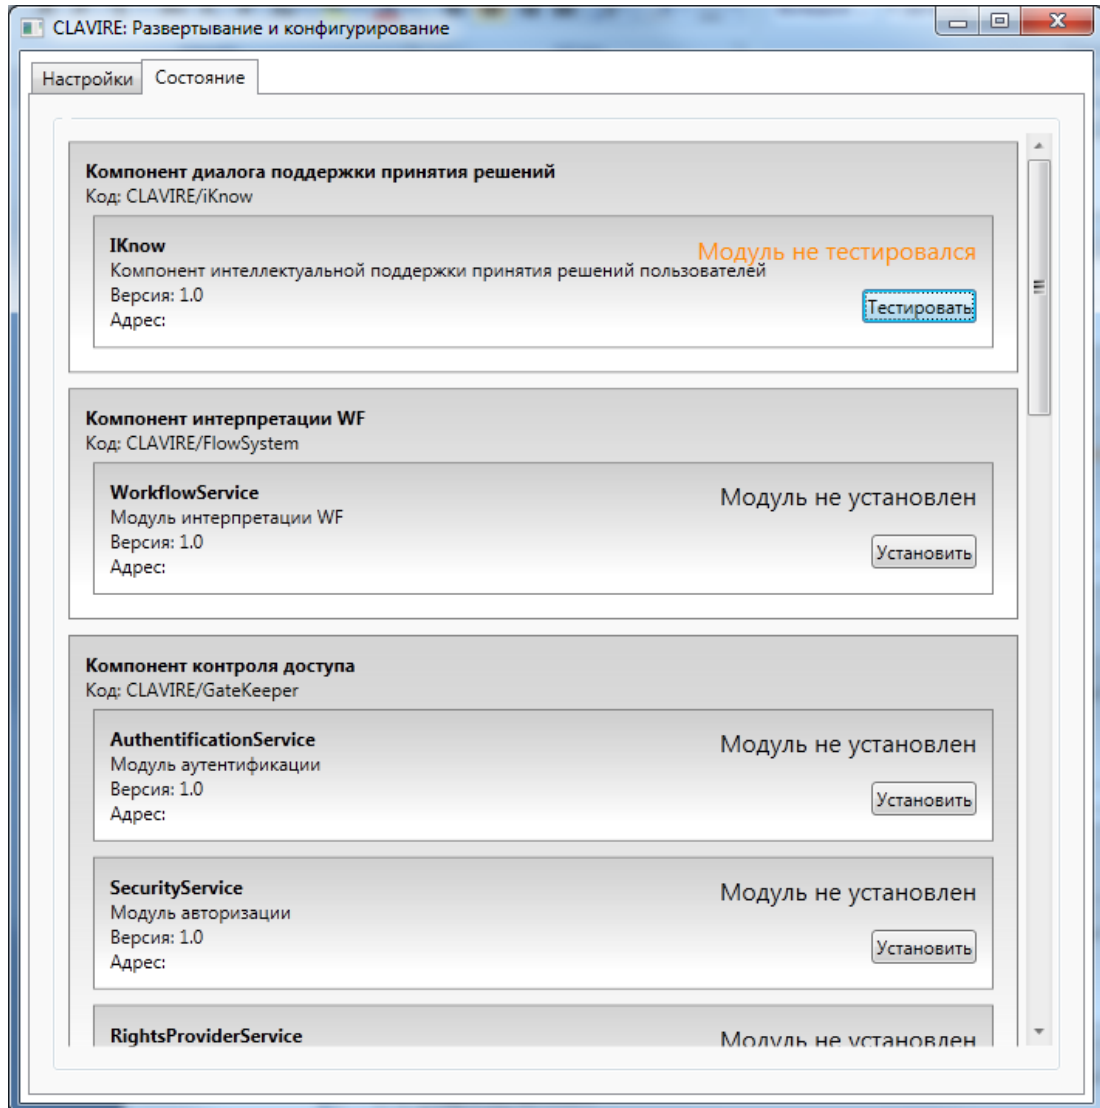 CLAVIRE: Развертывание и конфигурирование
Настройки
Состояние
Компонент диалога поддержки принятия решений
Код: CLAVIRE/iKnow
IKnow
Модуль не тестировался
Компонент интеллектуальной поддержки принятия решений пользователей
Версия: 1.0
Адрес:
Тестировать
Компонент интерпретации WF
Код: CLAVIRE/FlowSystem
WorkflowService
Модуль не установлен
Модуль интерпретации WF
Версия: 1.0
Адрес:
Установить
Компонент контроля доступа
Код: CLAVIRE/GateKeeper
AuthentificationService
Модуль не установлен
Модуль аутентификации
Версия: 1.0
Адрес:
Установить
SecurityService
Модуль не установлен
Модуль авторизации
Версия: 1.0
Адрес:
Установить
RightsProviderService
Модуль не установлен